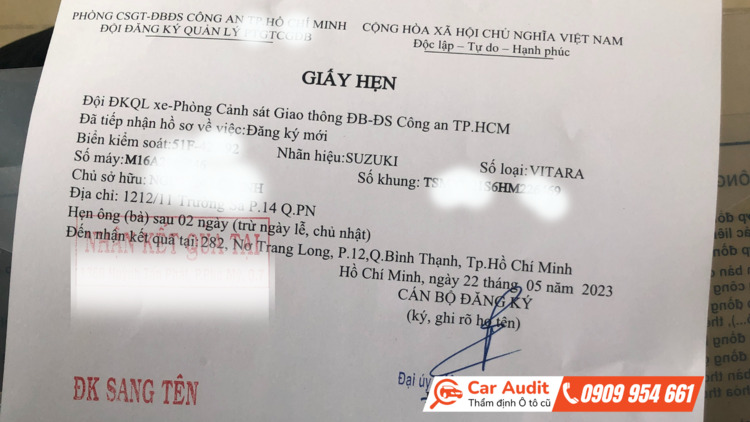 PHÒNG CSGT-ĐBĐS CÔNG AN TP HỒ CHÍ MINH
ĐỘI ĐĂNG KÝ QUẢN LÝ
CỘNG HÒA XÃ HỘI CHỦ NGHĨA VIỆT NAM
Độc lập – Tự do – Hạnh phúc
GIẤY HẸN
Đội ĐKQL xe-Phòng Cảnh sát Giao thông ĐB-ĐS Công an TP.HCM
Đã tiếp nhận hồ sơ về việc:Đăng ký mới
Biển kiểm soát: Nhãn hiệu:SUZUKI Số loại:VITARA
Số máy:M16A Số khung:
Chủ sở hữu:
Địa chỉ: 1212/11 P.14 Q.PN
Hẹn ông (bà) sau 02 ngày (trừ ngày lễ, chủ nhật)
Đến nhận kết quả tại: 282, Nơ Trang Long, P.12,Q.Bình Thạnh, Tp.Hồ Chí Minh
Hồ Chí Minh, ngày 22 tháng 05 năm 2023
CÁN BỘ ĐĂNG KÝ
(ký, ghi rõ họ tên)
NHẬN KẾT QUẢ TẠI
Đại úy
ĐK SANG TÊN
Car Audit
Thẩm định Ô tô cũ
0909 954 661